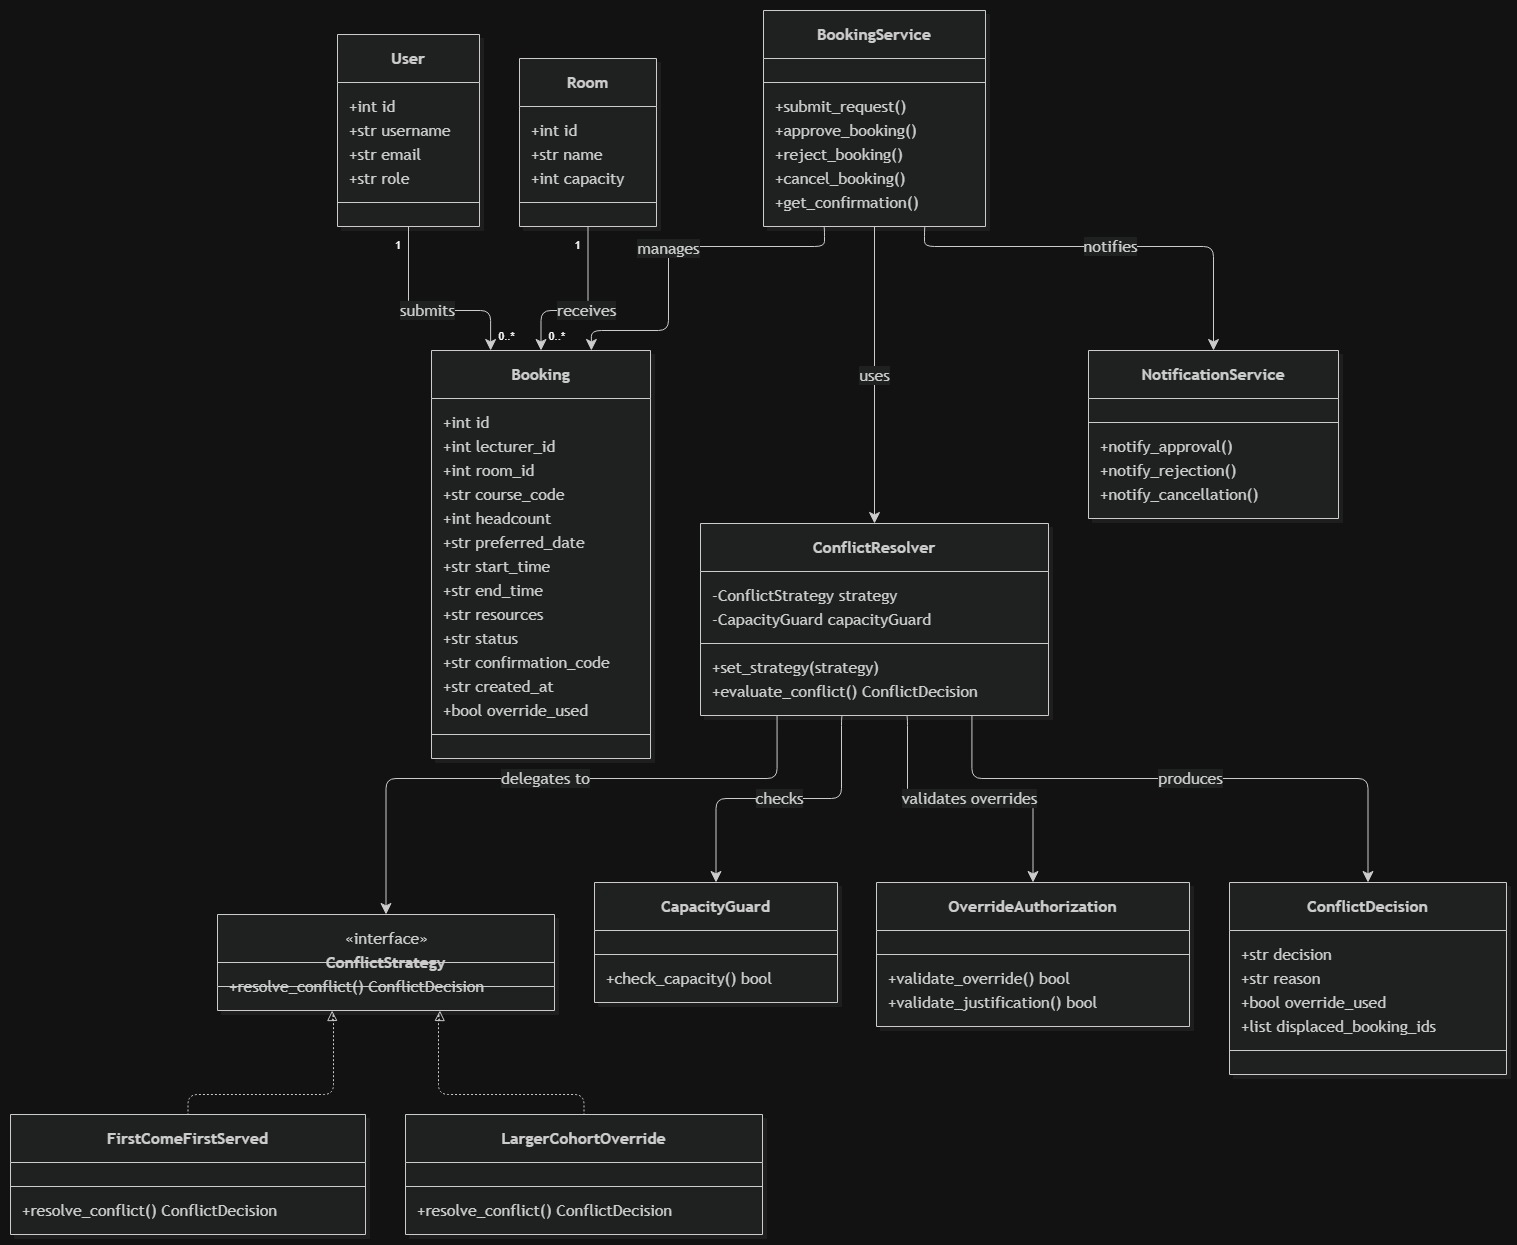 User
+int id
+str username
+str email
+str role
Room
+int id
+str name
+int capacity
BookingService
+submit_request()
+approve_booking()
+reject_booking()
+cancel_booking()
+get_confirmation()
1
1
manages
notifies
submits
receives
0..*
0..*
Booking
+int id
+int lecturer_id
+int room_id
+str course_code
+int headcount
+str preferred_date
+str start_time
+str end_time
+str resources
+str status
+str confirmation_code
+str created_at
+bool override_used
uses
NotificationService
+notify_approval()
+notify_rejection()
+notify_cancellation()
ConflictResolver
-ConflictStrategy strategy
-CapacityGuard capacityGuard
+set_strategy(strategy)
+evaluate_conflict() ConflictDecision
delegates to
checks
validates overrides
produces
«interface»
ConflictStrategy
+resolve_conflict() ConflictDecision
CapacityGuard
+check_capacity() bool
OverrideAuthorization
+validate_override() bool
+validate_justification() bool
ConflictDecision
+str decision
+str reason
+bool override_used
+list displaced_booking_ids
FirstComeFirstServed
+resolve_conflict() ConflictDecision
LargerCohortOverride
+resolve_conflict() ConflictDecision